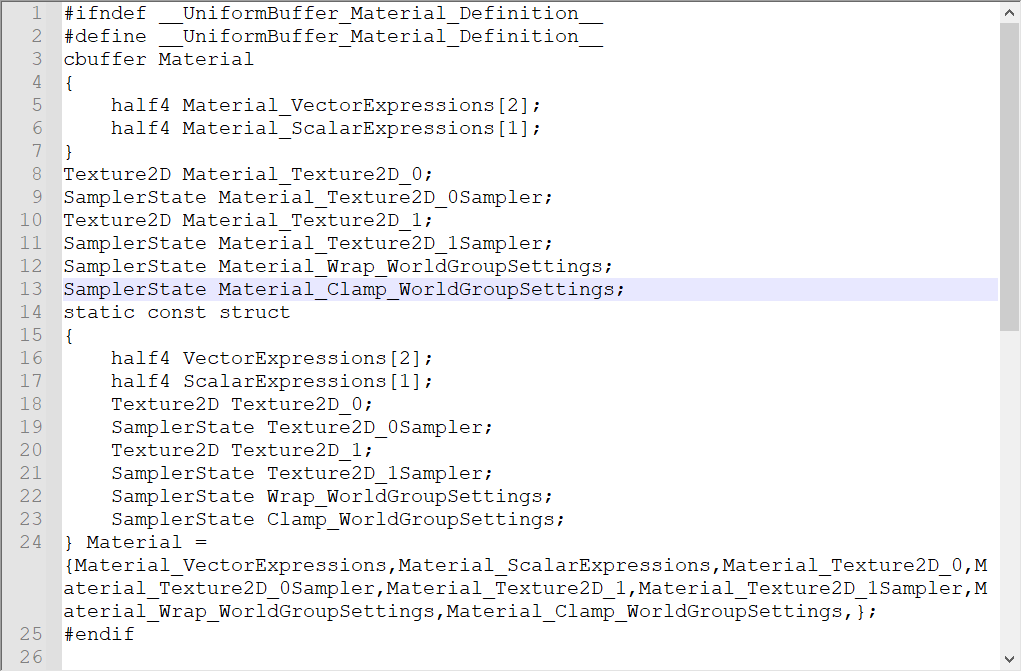 1 #ifndef __UniformBuffer_Material_Definition__
2 #define __UniformBuffer_Material_Definition__
3 cbuffer Material
4 {
5     half4 Material_VectorExpressions[2];
6     half4 Material_ScalarExpressions[1];
7 }
8 Texture2D Material_Texture2D_0;
9 SamplerState Material_Texture2D_0Sampler;
10 Texture2D Material_Texture2D_1;
11 SamplerState Material_Texture2D_1Sampler;
12 SamplerState Material_Wrap_WorldGroupSettings;
13 SamplerState Material_Clamp_WorldGroupSettings;
14 static const struct
15 {
16     half4 VectorExpressions[2];
17     half4 ScalarExpressions[1];
18     Texture2D Texture2D_0;
19     SamplerState Texture2D_0Sampler;
20     Texture2D Texture2D_1;
21     SamplerState Texture2D_1Sampler;
22     SamplerState Wrap_WorldGroupSettings;
23     SamplerState Clamp_WorldGroupSettings;
24 } Material =
{Material_VectorExpressions,Material_ScalarExpressions,Material_Texture2D_0,M
aterial_Texture2D_0Sampler,Material_Texture2D_1,Material_Texture2D_1Sampler,M
aterial_Wrap_WorldGroupSettings,Material_Clamp_WorldGroupSettings,};
25 #endif
26